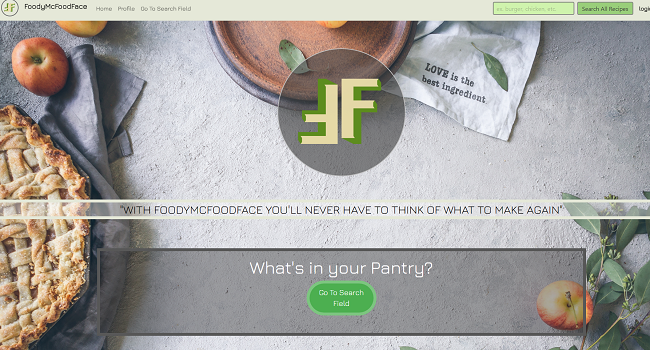 FoodyMcFoodFace Home Profile Go To Search Field ex. burger, chicken, etc... Search All Recipes login
LOVE is the
best ingredient
FF
"WITH FOODYMCFOODFACE YOU'LL NEVER HAVE TO THINK OF WHAT TO MAKE AGAIN"
What's in your Pantry?
Go To Search
Field